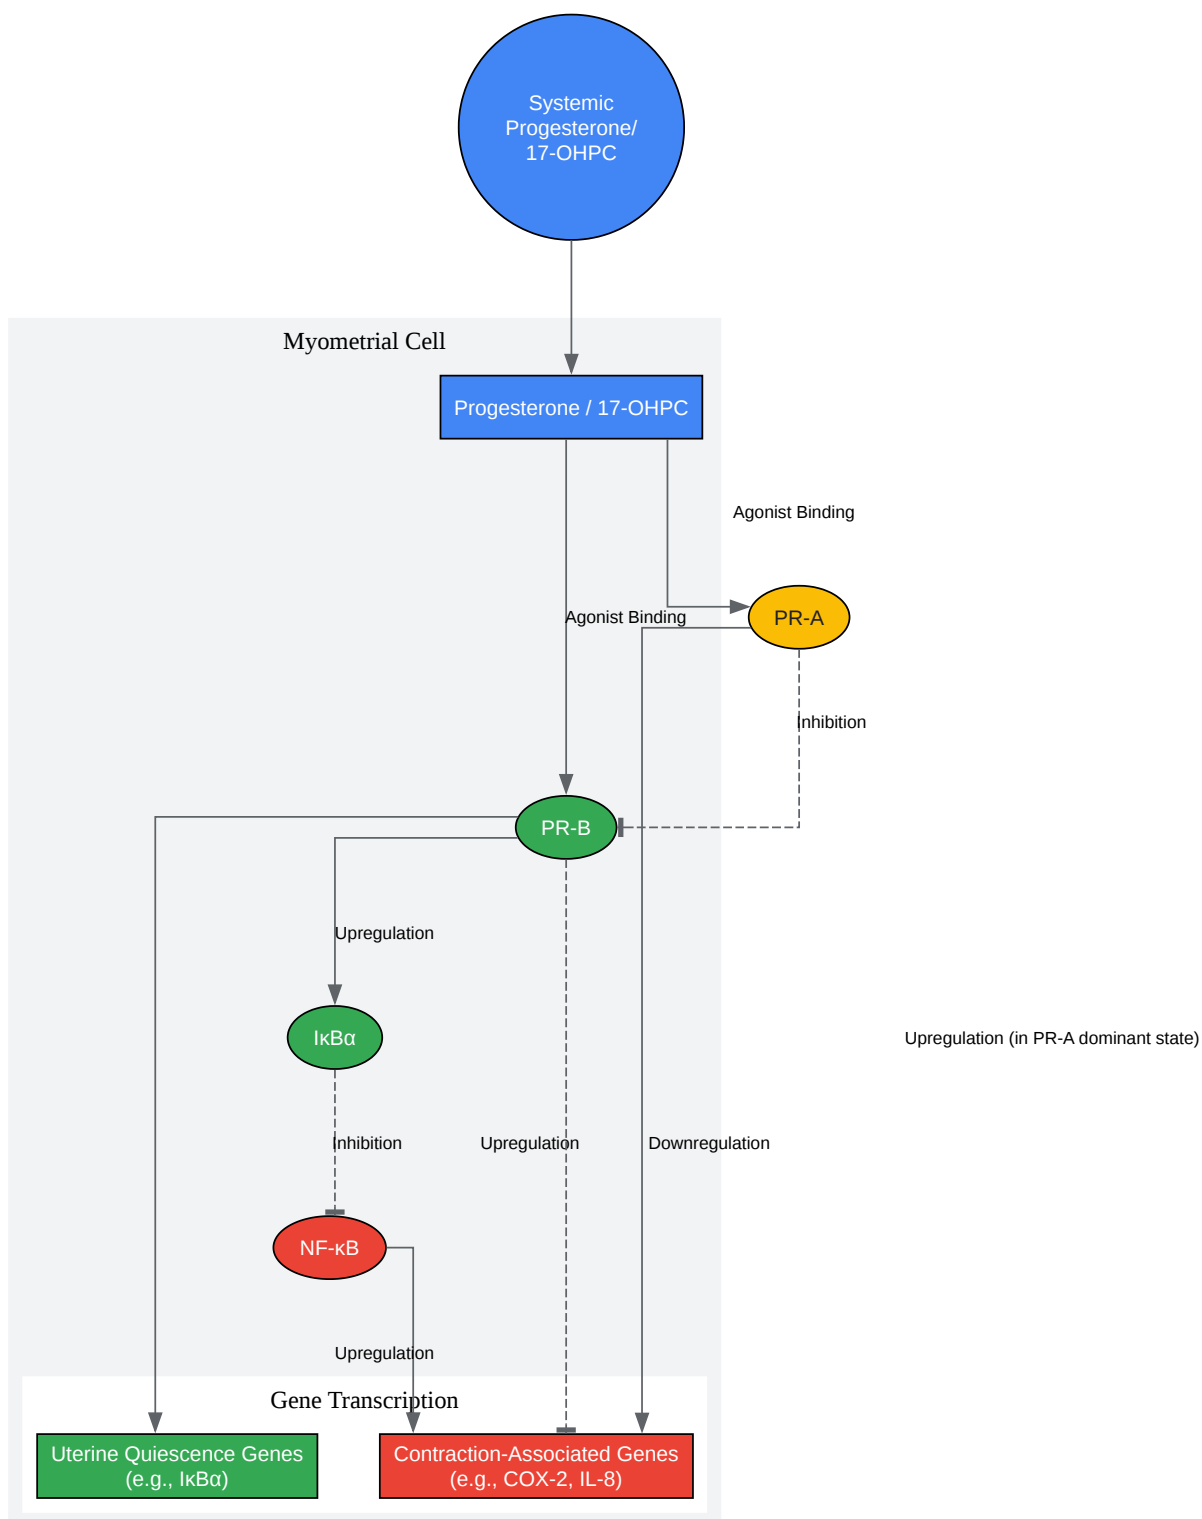 Systemic
Progesterone/
17-OHPC
Myometrial Cell
Progesterone / 17-OHPC
Agonist Binding
Agonist Binding
PR-A
Inhibition
PR-B
Upregulation
IκBα
Upregulation (in PR-A dominant state)
Inhibition
Upregulation
Downregulation
NF-κB
Upregulation
Gene Transcription
Uterine Quiescence Genes
(e.g., IκBα)
Contraction-Associated Genes
(e.g., COX-2, IL-8)